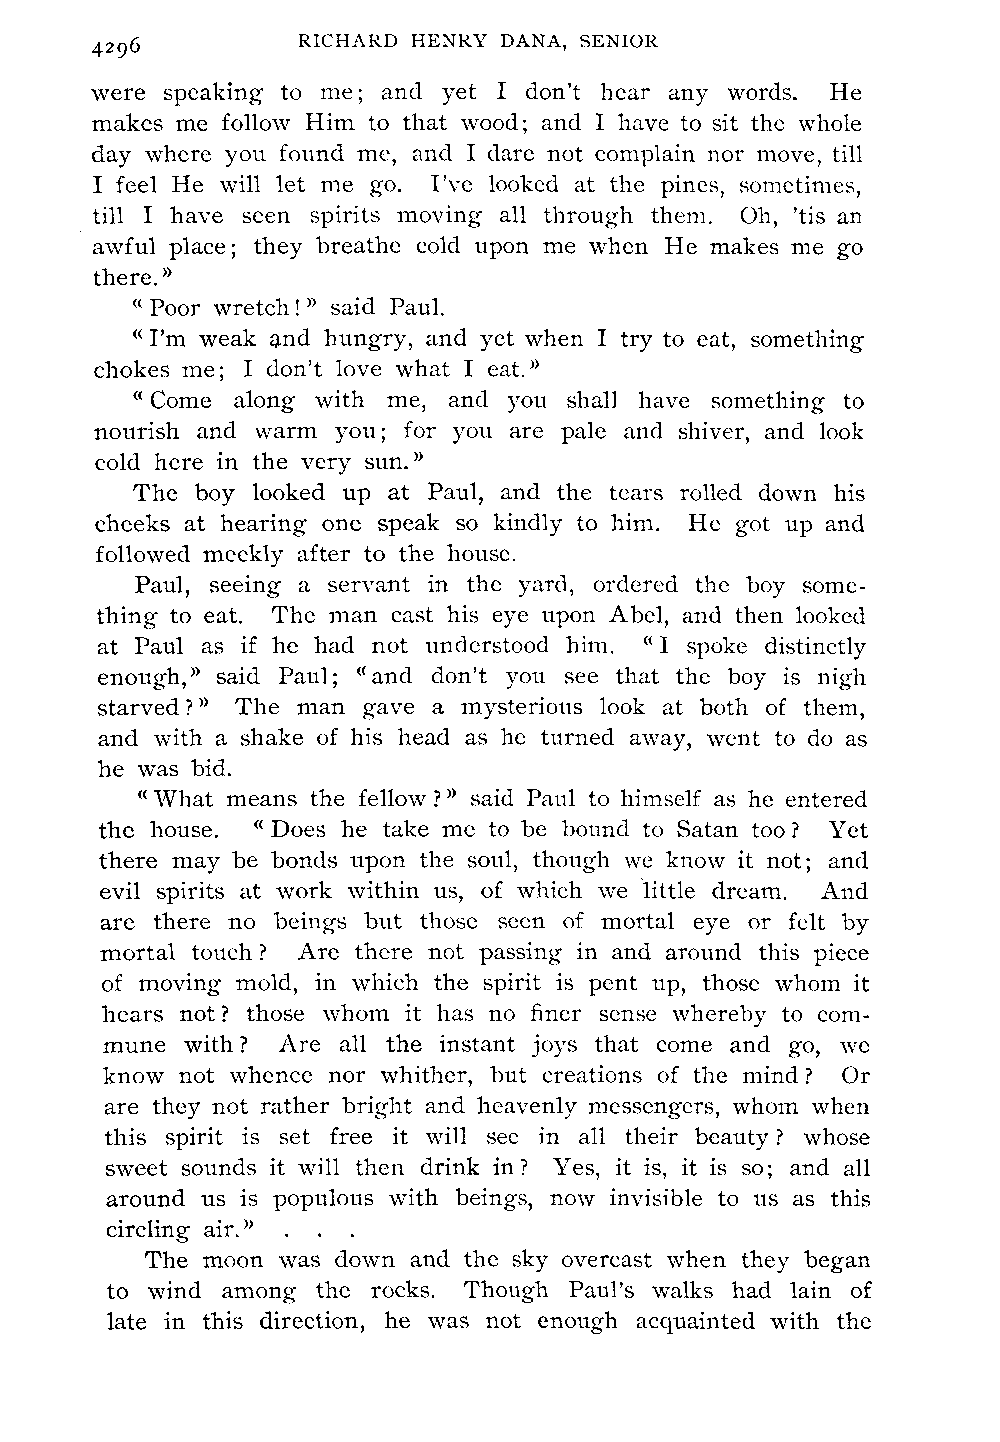 4296
RICHARD HENRY DANA, SENIOR
were speaking to me; and yet I don't hear any words. He
makes me follow Him to that wood; and I have to sit the whole
day where you found me, and I dare not complain nor move, till
I feel He will let me go. I've looked at the pines, sometimes,
till I have seen spirits moving all through them. Oh, 'tis an
awful place; they breathe cold upon me when He makes me go
there.»
«Poor wretch!» said Paul.
«I'm weak and hungry, and yet when I try to eat, something
chokes me; I don't love what I eat.»
«Come along with me, and you shall have something to
nourish and warm you; for you are pale and shiver, and look
cold here in the very sun.»
The boy looked up at Paul, and the tears rolled down his
cheeks at hearing one speak so kindly to him. He got up and
followed meekly after to the house.
Paul, seeing a servant in the yard, ordered the boy some-
thing to eat. The man cast his eye upon Abel, and then looked
at Paul as if he had not understood him. «I spoke distinctly
enough,» said Paul; «and don't you see that the boy is nigh
starved?» The man gave a mysterious look at both of them,
and with a shake of his head as he turned away, went to do as
he was bid.
«What means the fellow?» said Paul to himself as he entered
the house. «Does he take me to be bound to Satan too? Yet
there may be bonds upon the soul, though we know it not; and
evil spirits at work within us, of which we little dream. And
are there no beings but those seen of mortal eye or felt by
mortal touch? Are there not passing in and around this piece
of moving mold, in which the spirit is pent up, those whom it
hears not? those whom it has no finer sense whereby to com-
mune with? Are all the instant joys that come and go, we
know not whence nor whither, but creations of the mind? Or
are they not rather bright and heavenly messengers, whom when
this spirit is set free it will see in all their beauty? whose
sweet sounds it will then drink in? Yes, it is, it is so; and all
around us is populous with beings, now invisible to us as this
circling air.» . . .
The moon was down and the sky overcast when they began
to wind among the rocks. Though Paul's walks had lain of
late in this direction, he was not enough acquainted with the